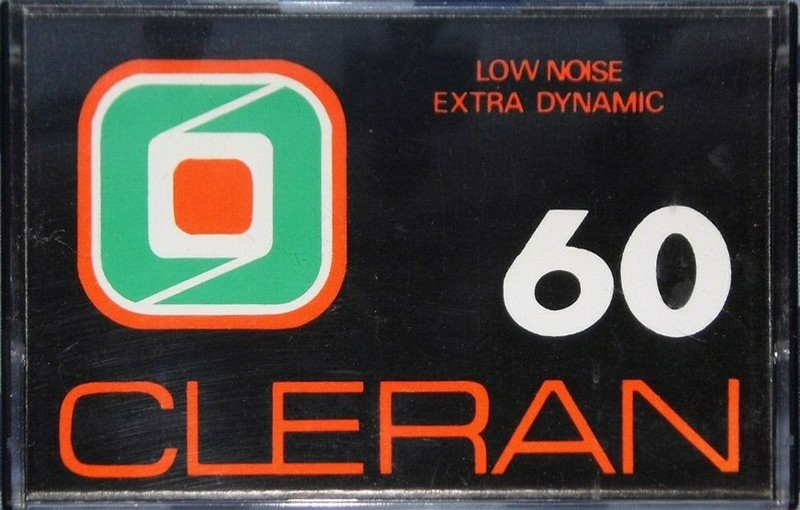 LOW NOISE
EXTRA DYNAMIC
60
CLERAN